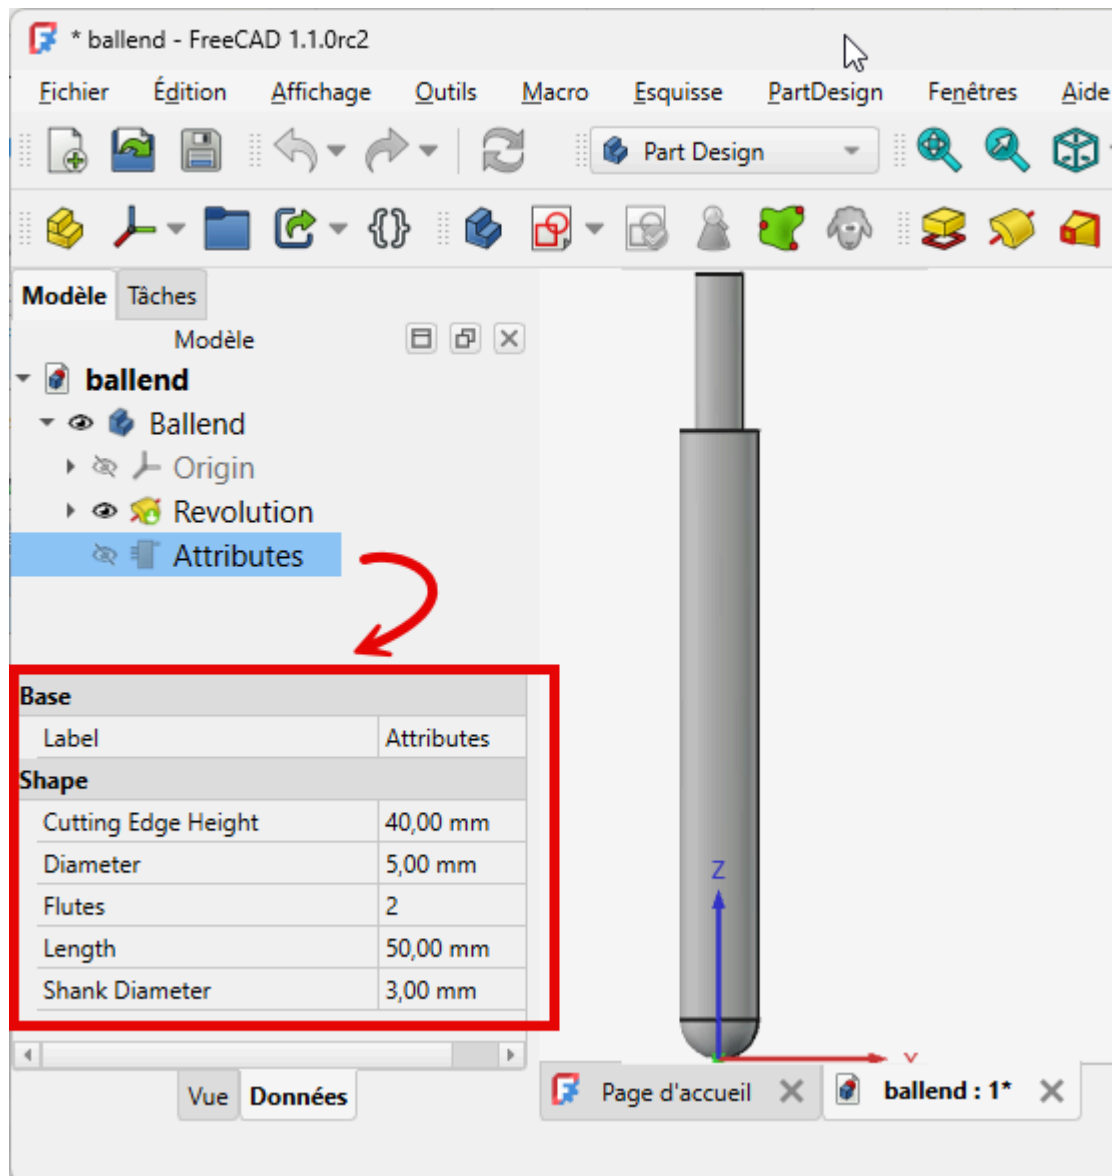 * ballend - FreeCAD 1.1.0rc2
Fichier Édition Affichage Outils Macro Esquisse PartDesign Fenêtres Aide
Part Design
Modèle Tâches
Modèle
ballend
Ballend
Origin
Revolution
Attributes
Base
Label Attributes
Shape
Cutting Edge Height 40,00 mm
Diameter 5,00 mm
Flutes 2
Length 50,00 mm
Shank Diameter 3,00 mm
Z
Vue Données
Page d'accueil ballend : 1*